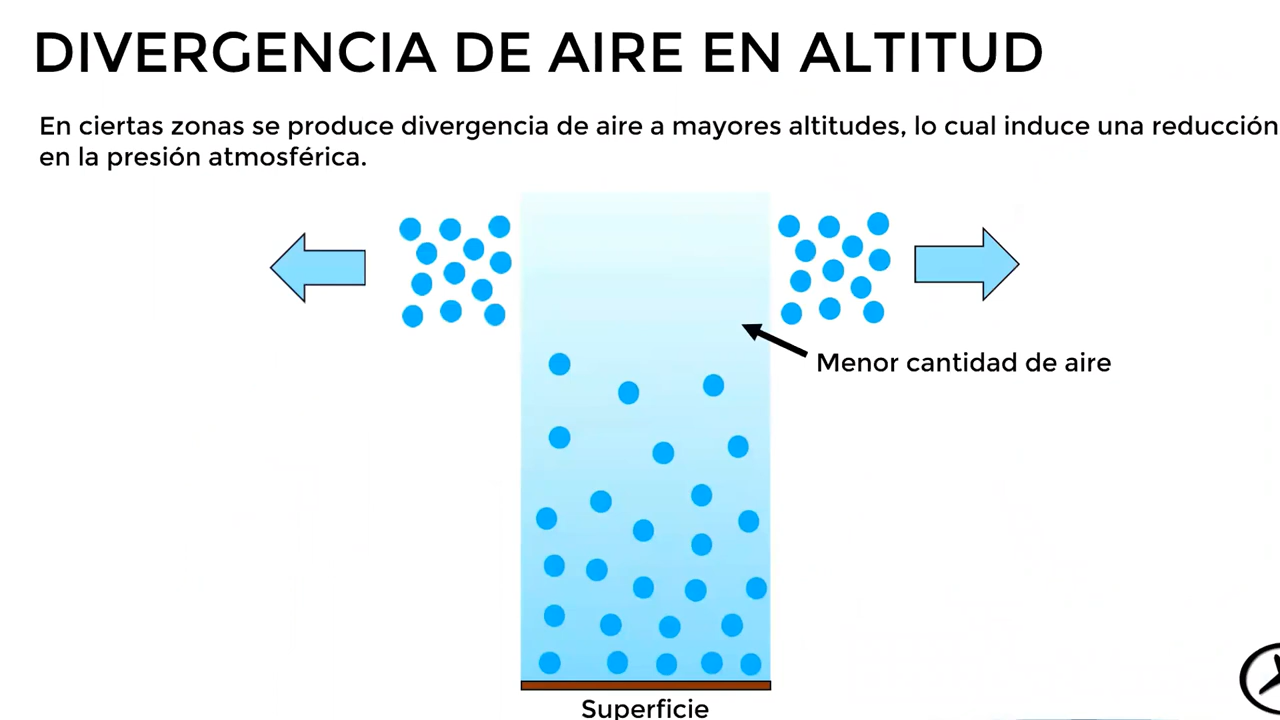 DIVERGENCIA DE AIRE EN ALTITUD
En ciertas zonas se produce divergencia de aire a mayores altitudes, lo cual induce una reducción
en la presión atmosférica.
Menor cantidad de aire
Superficie